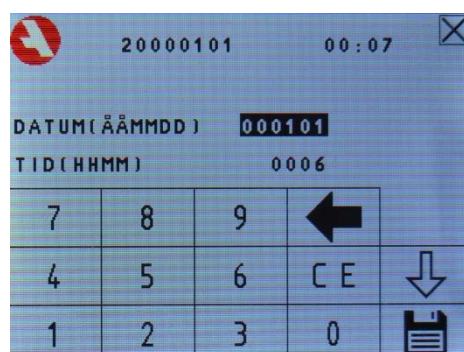 20000101 00:07
DATUM(ÅÅMMDD) 000101
TID(HHMM) 0006
7 8 9
4 5 6 CE
1 2 3 0